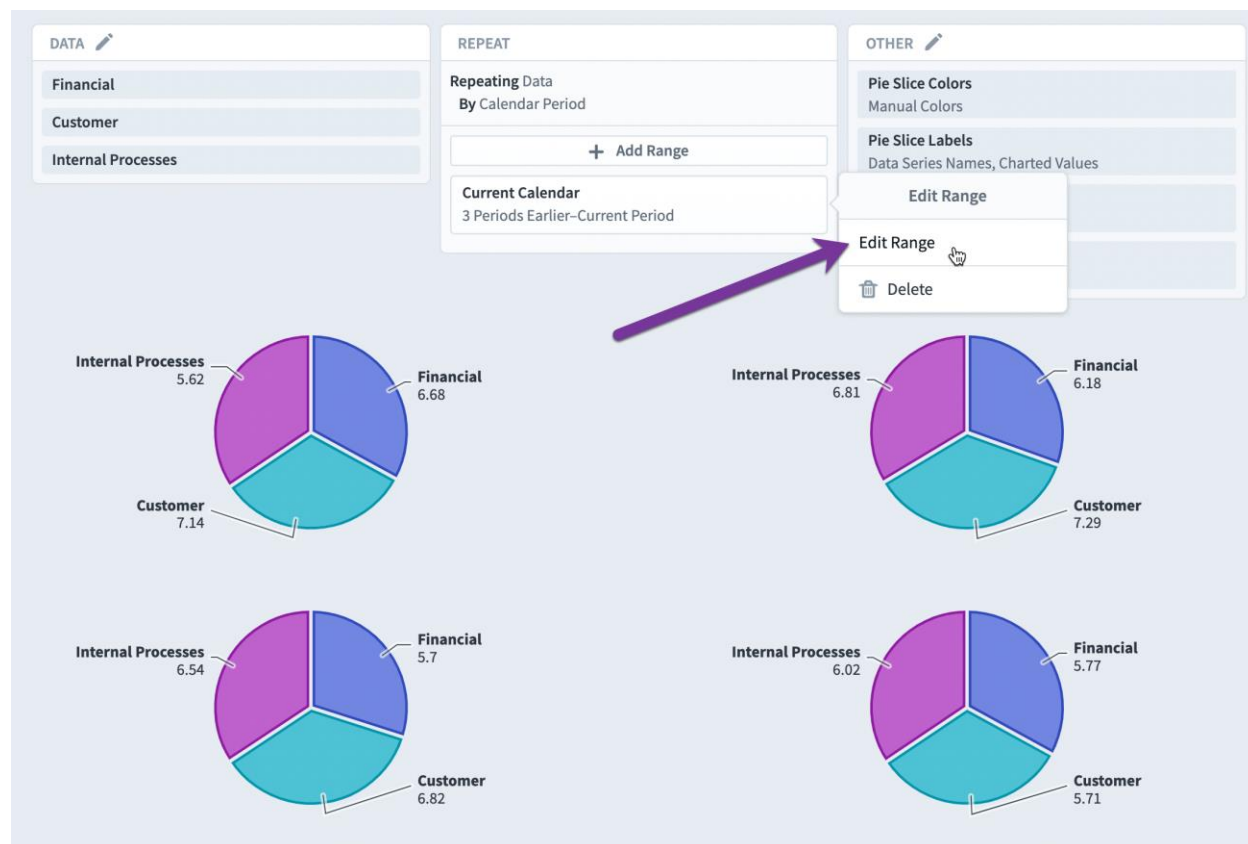 DATA
Financial
Customer
Internal Processes
REPEAT
Repeating Data
By Calendar Period
+ Add Range
Current Calendar
3 Periods Earlier–Current Period
OTHER
Pie Slice Colors
Manual Colors
Pie Slice Labels
Data Series Names, Charted Values
Edit Range
Edit Range
Delete
Internal Processes
5.62
Financial
6.68
Customer
7.14
Internal Processes
6.81
Financial
6.18
Customer
7.29
Internal Processes
6.54
Financial
5.7
Customer
6.82
Internal Processes
6.02
Financial
5.77
Customer
5.71